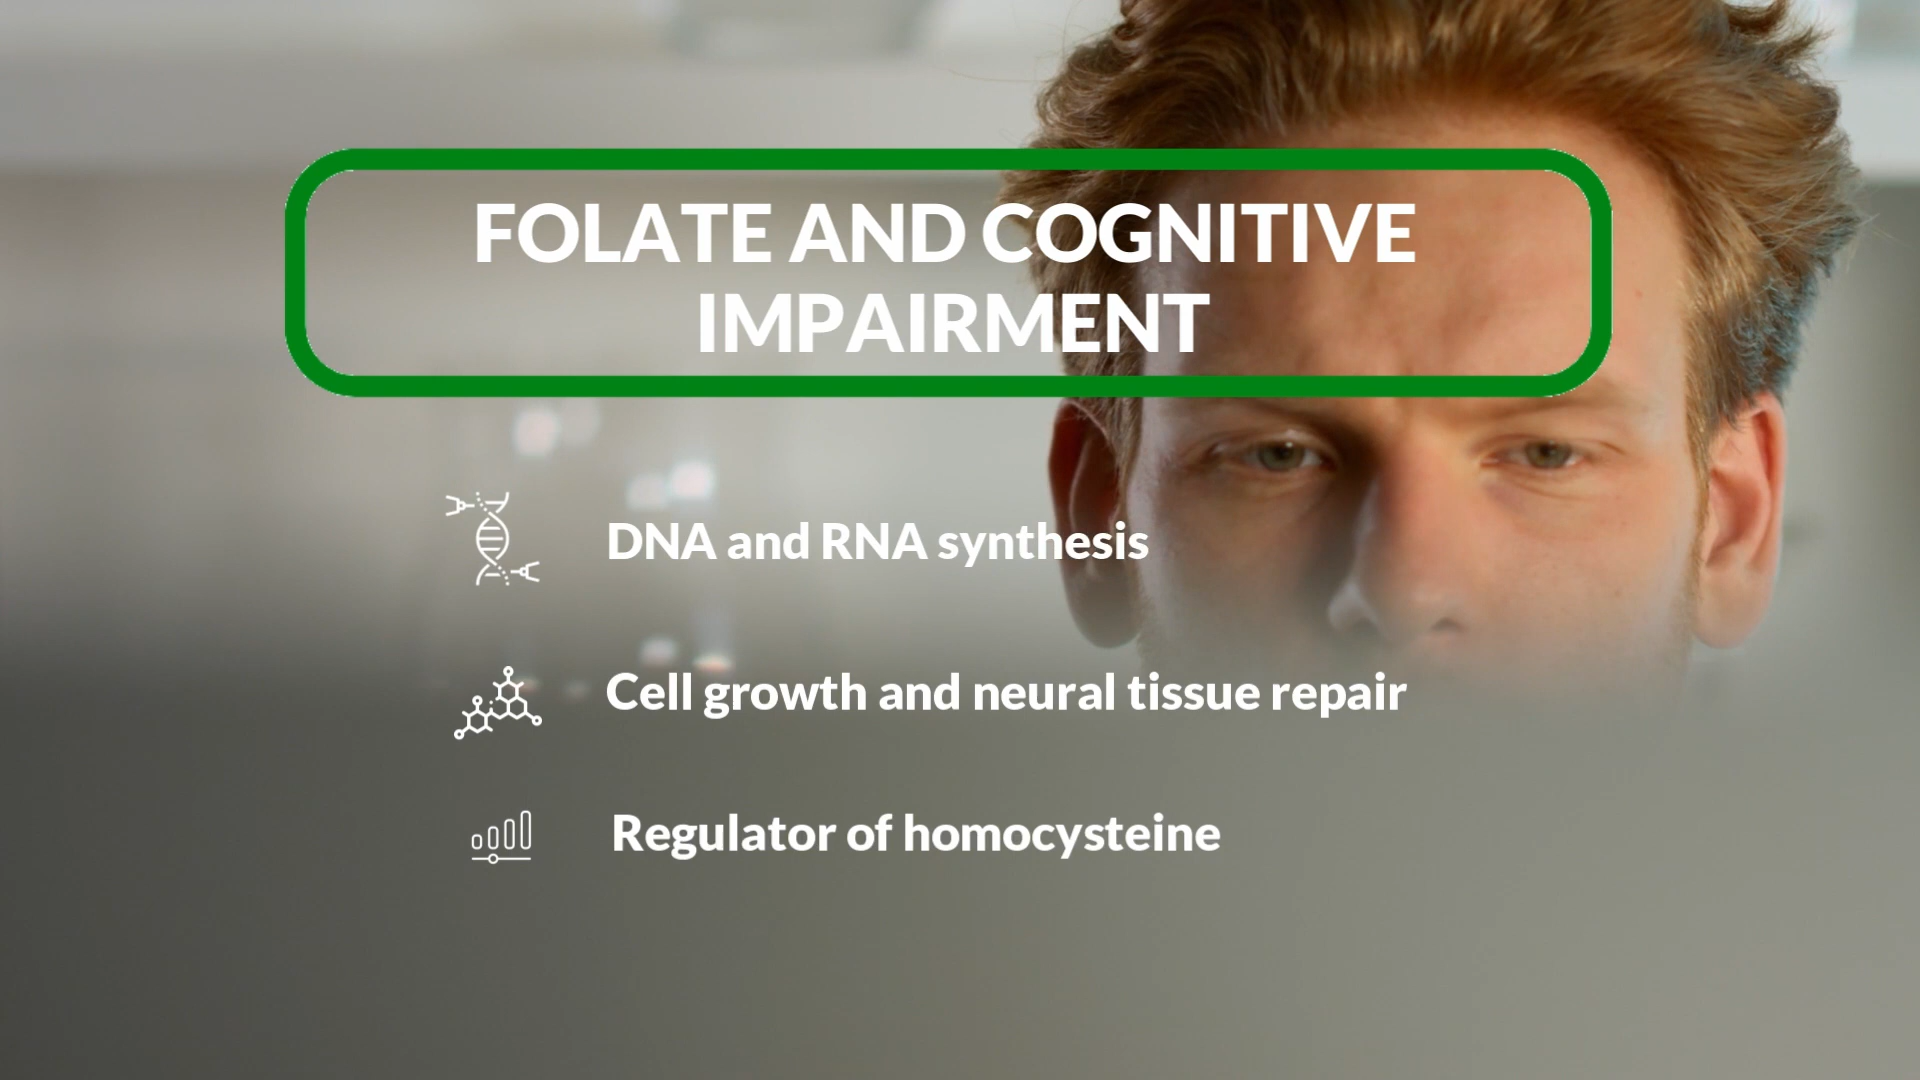 FOLATE AND COGNITIVE
IMPAIRMENT
DNA and RNA synthesis
Cell growth and neural tissue repair
Regulator of homocysteine